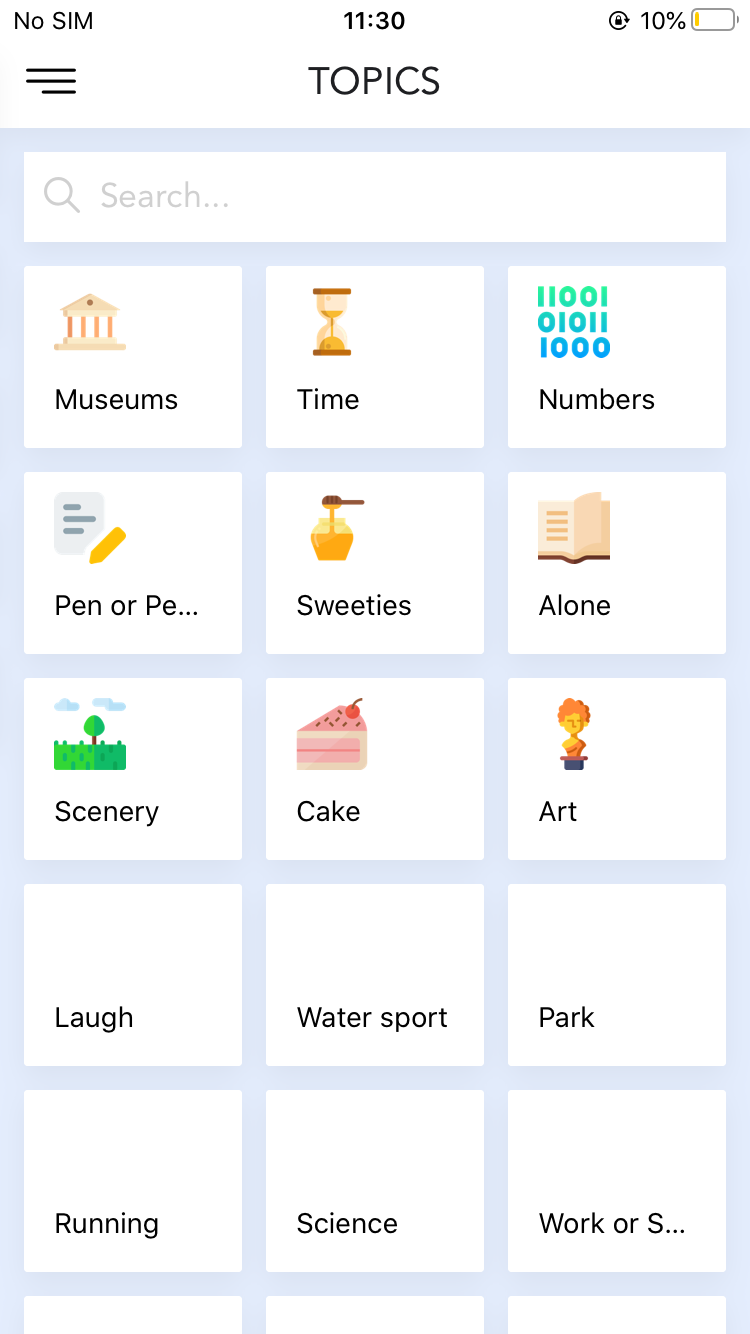 No SIM 11:30 10%
TOPICS
Search...
11001
01011
1000
Museums Time Numbers
Pen or Pe... Sweeties Alone
Scenery Cake Art
Laugh Water sport Park
Running Science Work or S...